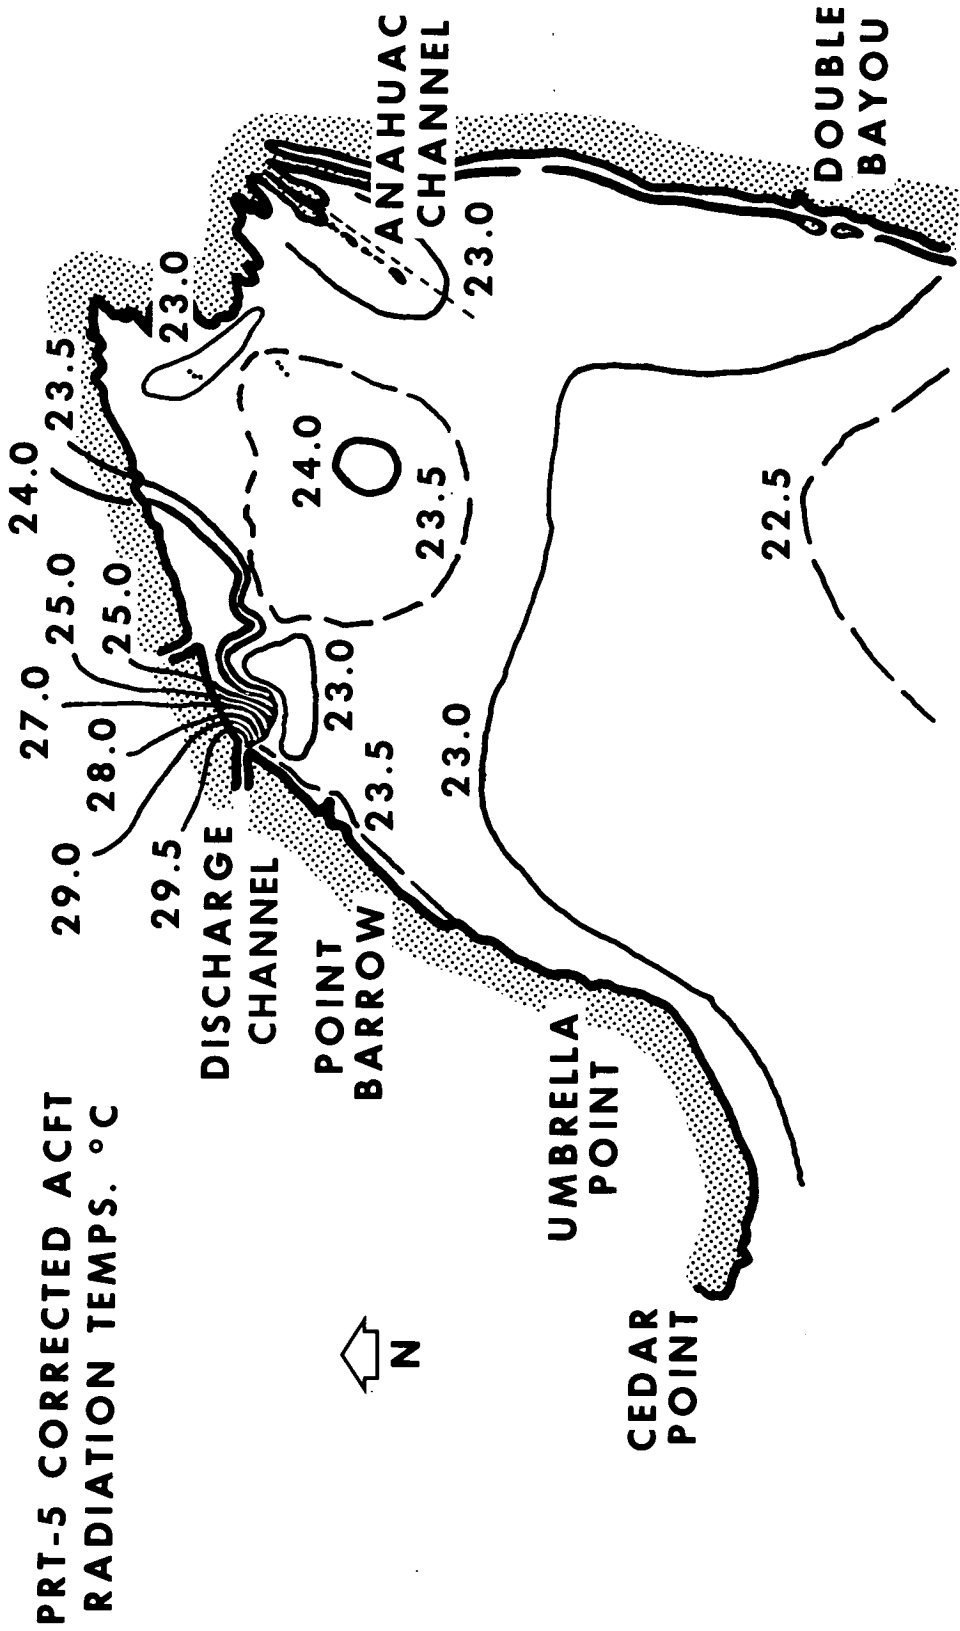 PRT-5 CORRECTED ACFT
RADIATION TEMPS. °C
29.0
27.0
24.0
28.0
25.0
23.5
29.5
25.0
23.0
DISCHARGE
CHANNEL
24.0
23.0
POINT
BARROW
23.5
23.5
ANAHUAC
CHANNEL
23.0
23.0
N
UMBRELLA
POINT
CEDAR
POINT
22.5
DOUBLE
BAYOU